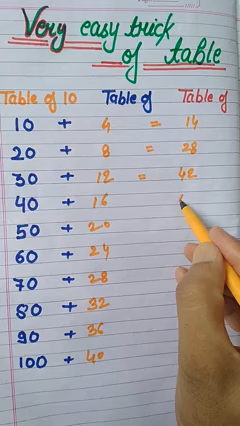 Very easy trick
of table
Table of 10 Table of Table of
10 + 4 = 14
20 + 8 = 28
30 + 12 = 42
40 + 16
50 + 20
60 + 24
70 + 28
80 + 32
90 + 36
100 + 40